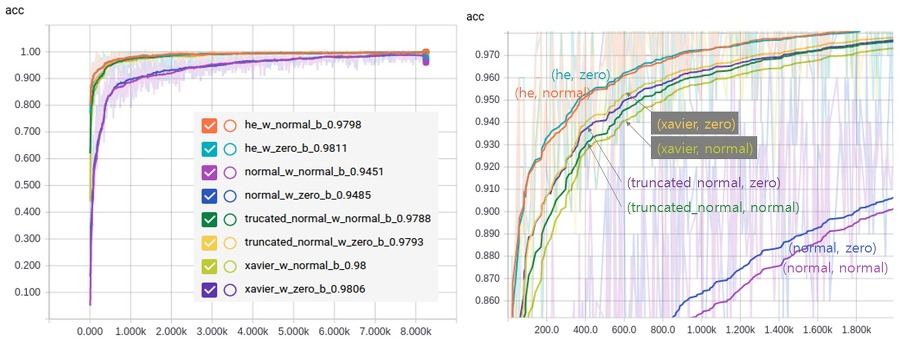 acc
1.00
0.900
0.800
0.700
0.600
0.500
0.400
0.300
0.200
0.100
0.000
1.000k
2.000k
3.000k
4.000k
5.000k
6.000k
7.000k
8.000k
he_w_normal_b_0.9798
he_w_zero_b_0.9811
normal_w_normal_b_0.9451
normal_w_zero_b_0.9485
trucated_normal_w_normal_b_0.9788
truncated_normal_w_zero_b_0.9793
xavier_w_normal_b_0.98
xavier_w_zero_b_0.9806
acc
0.970
0.960
0.950
0.940
0.930
0.920
0.910
0.900
0.880
0.870
0.860
200.0
400.0
600.0
800.0
1.000k
1.200k
1.400k
1.600k
1.800k
(he, zero)
(he, normal)
(xavier, zero)
(xavier, normal)
(truncated normal, zero)
(truncated_normal, normal)
(normal, zero)
(normal, normal)